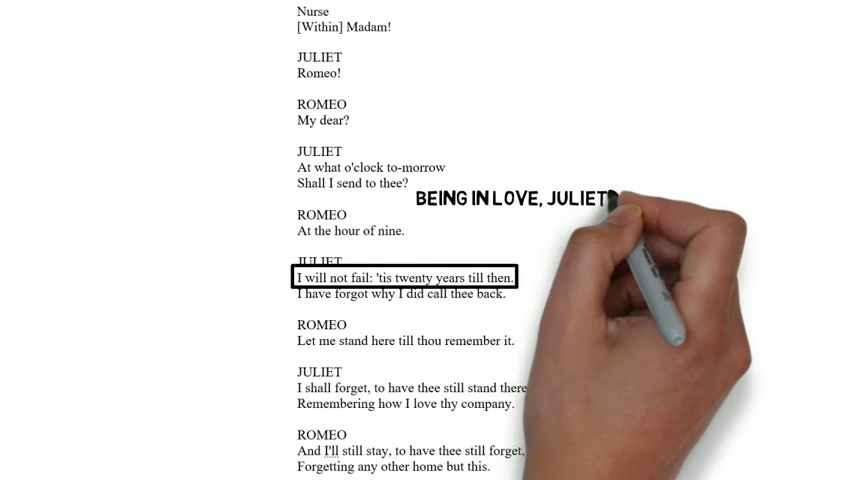 Nurse
[Within] Madam!
JULIET
Romeo!
ROMEO
My dear?
JULIET
At what o'clock to-morrow
Shall I send to thee?
BEING IN LOVE, JULIET
ROMEO
At the hour of nine.
JULIET
I will not fail: 'tis twenty years till then.
I have forgot why I did call thee back.
ROMEO
Let me stand here till thou remember it.
JULIET
I shall forget, to have thee still stand there
Remembering how I love thy company.
ROMEO
And I'll still stay, to have thee still forget,
Forgetting any other home but this.